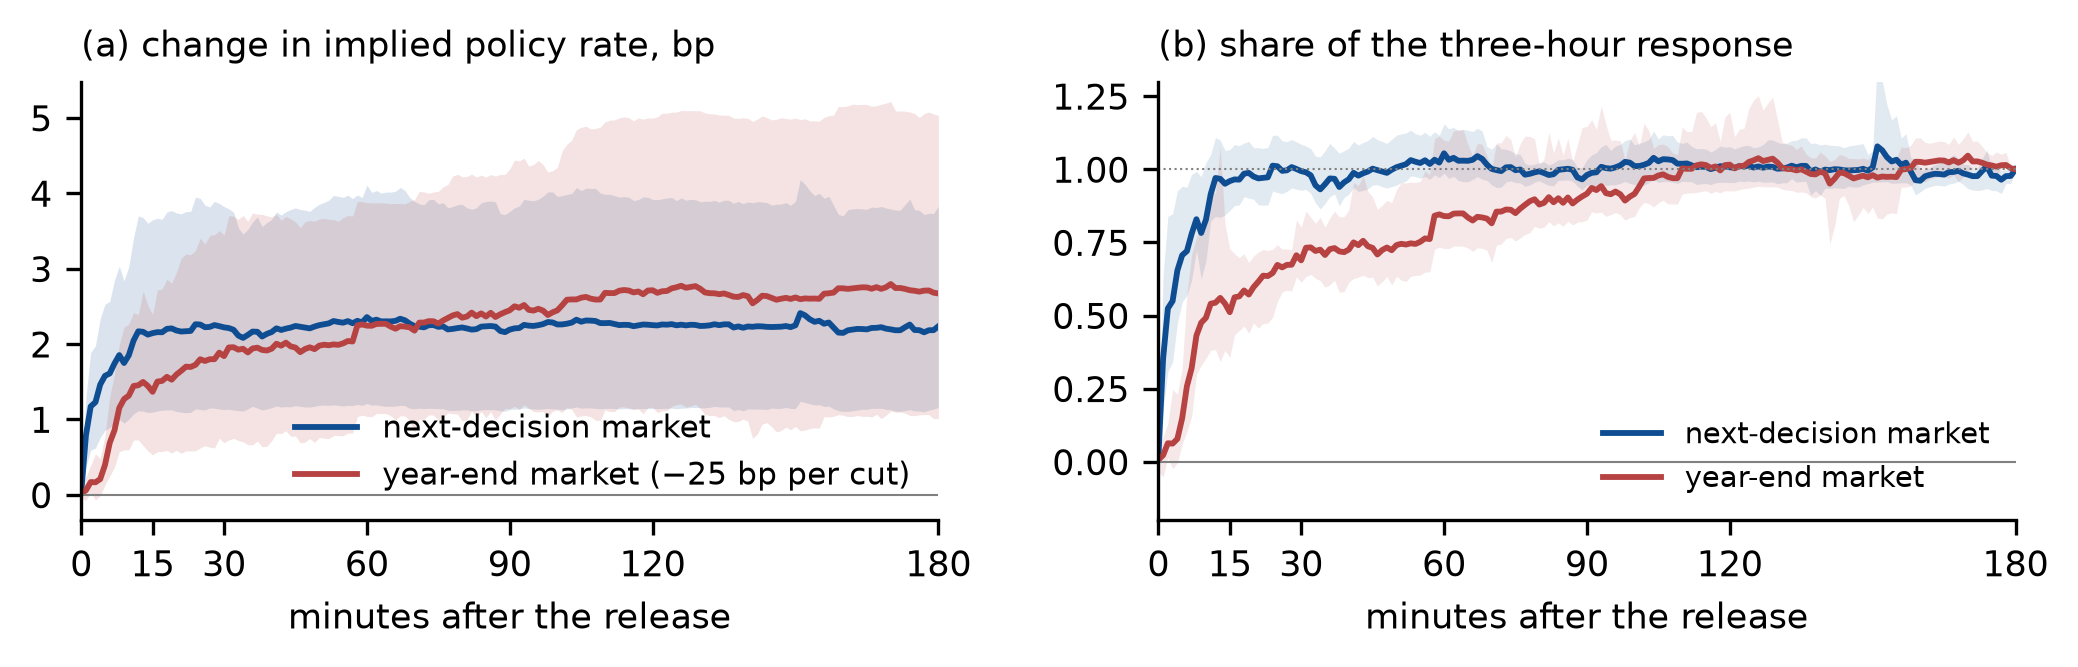 (a) change in implied policy rate, bp
5
4
3
2
1
0
next-decision market
year-end market (−25 bp per cut)
0 15 30 60 90 120 180
minutes after the release
(b) share of the three-hour response
1.25
1.00
0.75
0.50
0.25
0.00
next-decision market
year-end market
0 15 30 60 90 120 180
minutes after the release